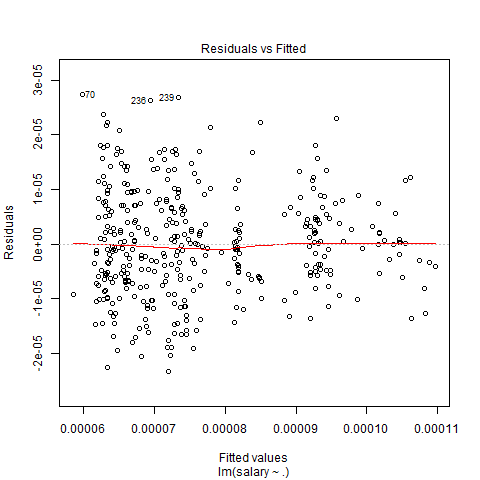 Residuals vs Fitted
Residuals
3e-05
2e-05
1e-05
0e+00
-1e-05
-2e-05
70
236
239
0.00006 0.00007 0.00008 0.00009 0.00010 0.00011
Fitted values
lm(salary ~ .)